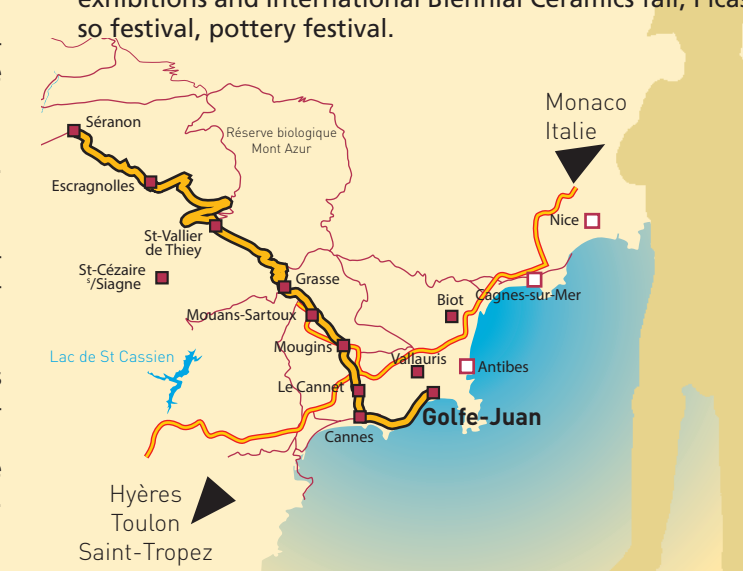 so festival, pottery festival.
Monaco
Italie
Séranon
Réserve biologique
Mont Azur
Escragnolles
Nice
St-Vallier
de Thiey
St-Cézaire
s/Siagne
Grasse
Cagnes-sur-Mer
Biot
Mouans-Sartoux
Mougins
Lac de St Cassien
Vallauris
Antibes
Le Cannet
Golfe-Juan
Cannes
Hyères
Toulon
Saint-Tropez